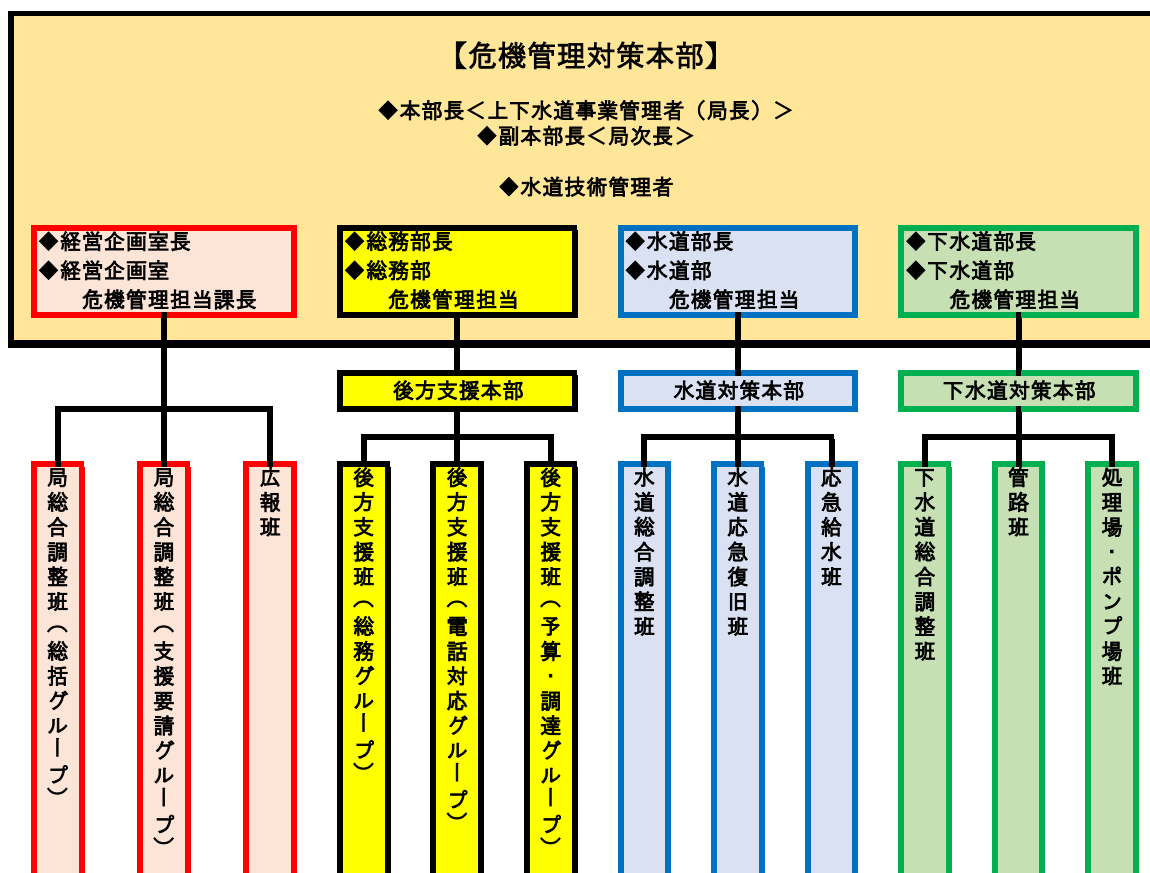 【危機管理対策本部】
◆本部長＜上下水道事業管理者（局長）＞
◆副本部長＜局次長＞
◆水道技術管理者
◆経営企画室長
◆経営企画室
危機管理担当課長
◆総務部長
◆総務部
危機管理担当
◆水道部長
◆水道部
危機管理担当
◆下水道部長
◆下水道部
危機管理担当
後方支援本部
水道対策本部
下水道対策本部
局総合調整班（総括グループ）
局総合調整班（支援要請グループ）
広報班
後方支援班（総務グループ）
後方支援班（電話対応グループ）
後方支援班（予算・調達グループ）
水道総合調整班
水道応急復旧班
応急給水班
下水道総合調整班
管路班
処理場・ポンプ場班